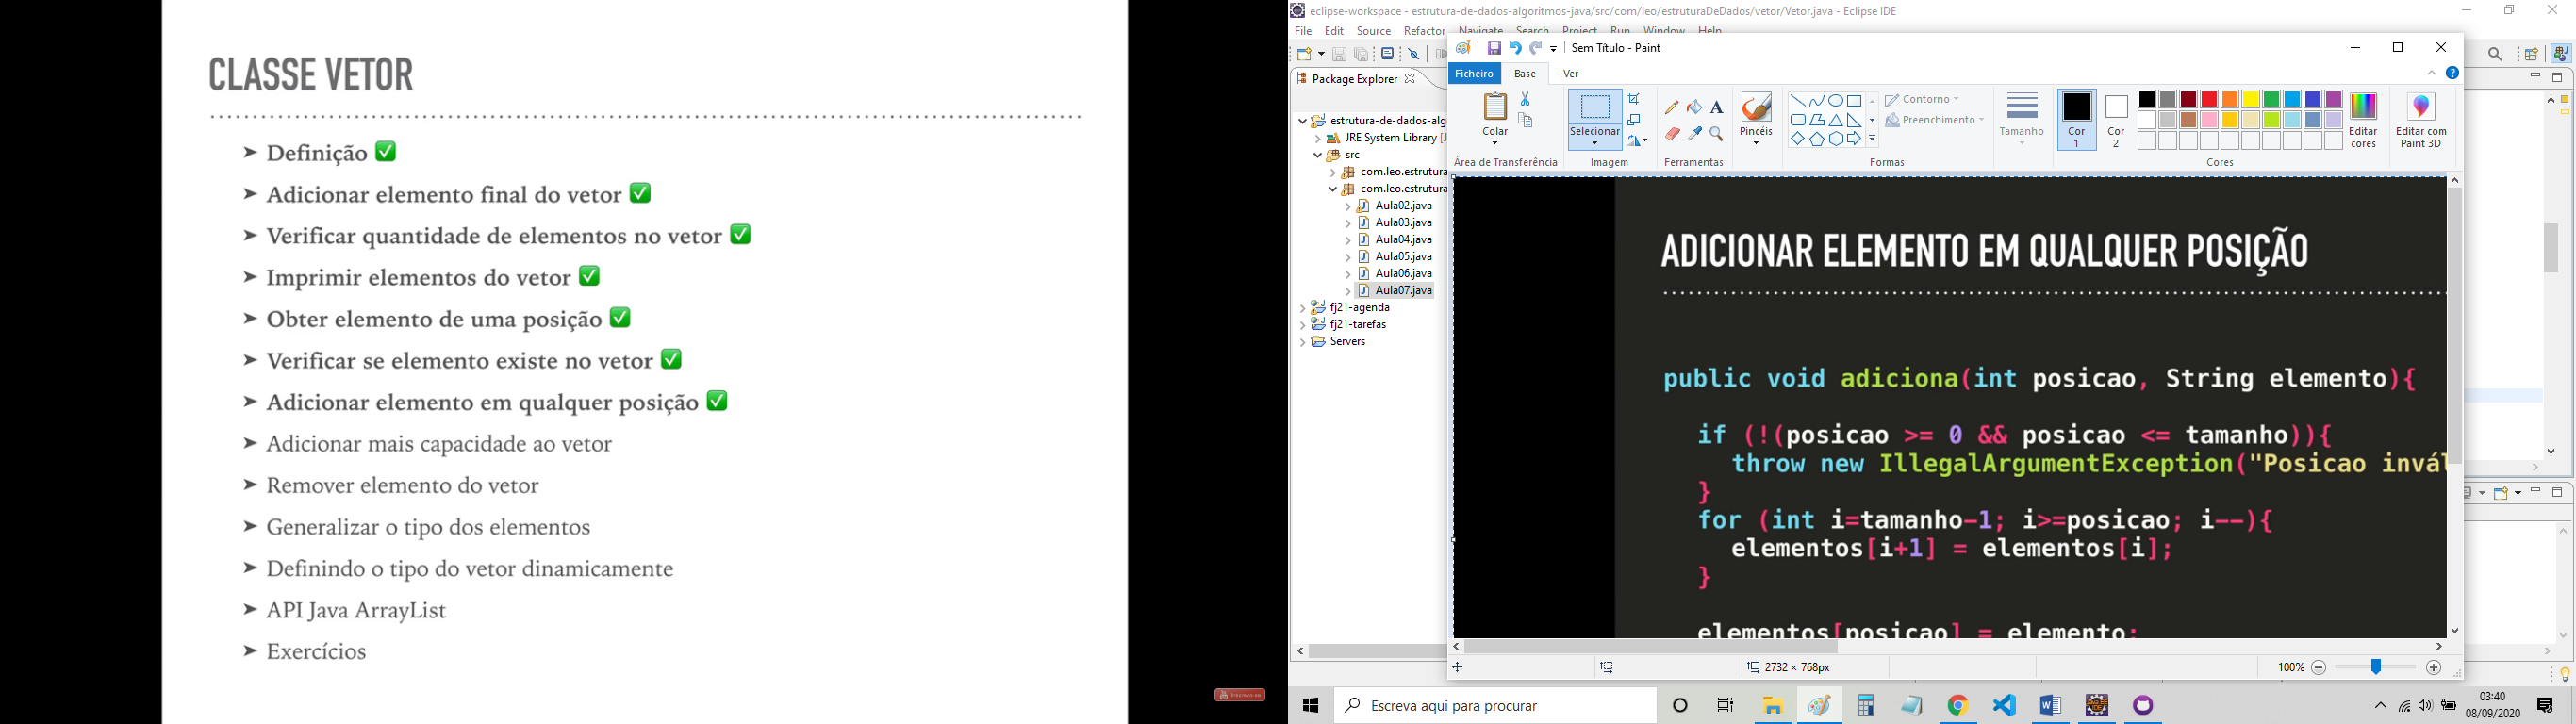 CLASSE VETOR
➤ Definição ✅
➤ Adicionar elemento final do vetor ✅
➤ Verificar quantidade de elementos no vetor ✅
➤ Imprimir elementos do vetor ✅
➤ Obter elemento de uma posição ✅
➤ Verificar se elemento existe no vetor ✅
➤ Adicionar elemento em qualquer posição ✅
➤ Adicionar mais capacidade ao vetor
➤ Remover elemento do vetor
➤ Generalizar o tipo dos elementos
➤ Definindo o tipo do vetor dinamicamente
➤ API Java ArrayList
➤ Exercícios
eclipse-workspace - estrutura-de-dados-algoritmos-java/src/com/leo/estruturaDeDados/vetor/Vetor.java - Eclipse IDE
File Edit Source Refactor Navigate Search Project Run Window Help
Package Explorer
estrutura-de-dados-alg
JRE System Library [J
src
com.leo.estrutura
com.leo.estrutura
Aula02.java
Aula03.java
Aula04.java
Aula05.java
Aula06.java
Aula07.java
fj21-agenda
fj21-tarefas
Servers
Sem Título - Paint
Ficheiro Base Ver
Colar
Área de Transferência
Selecionar
Imagem
A
Ferramentas
Pincéis
Contorno
Preenchimento
Formas
Tamanho
Cor 1
Cor 2
Cores
Editar cores
Editar com Paint 3D
ADICIONAR ELEMENTO EM QUALQUER POSIÇÃO
public void adiciona(int posicao, String elemento){
if (!(posicao >= 0 && posicao <= tamanho)){
throw new IllegalArgumentException("Posicao invál
}
for (int i=tamanho-1; i>=posicao; i--){
elementos[i+1] = elementos[i];
}
elementos[posicao] = elemento;
2732 × 768px
100%
Escreva aqui para procurar
03:40
08/09/2020